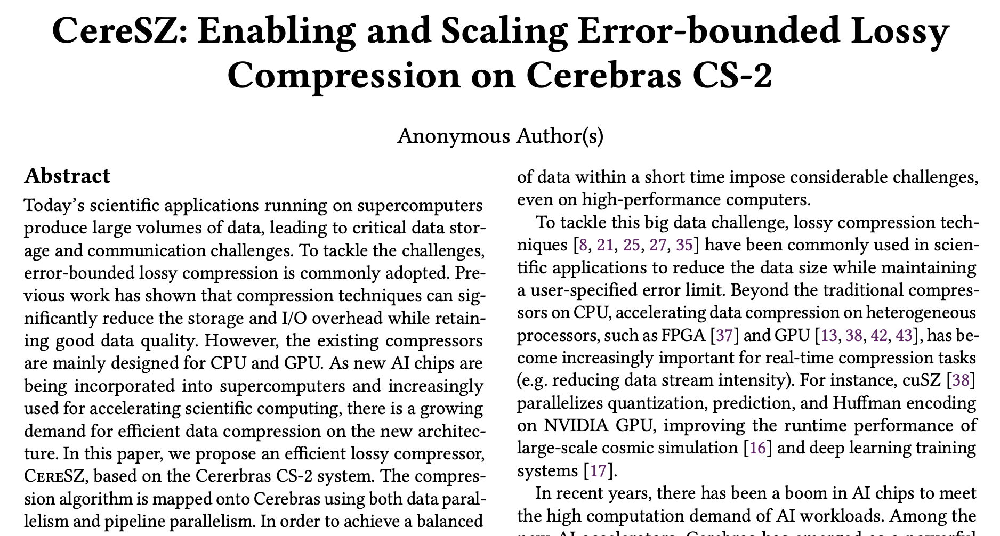 CereSZ: Enabling and Scaling Error-bounded Lossy
Compression on Cerebras CS-2
Anonymous Author(s)
Abstract
Today's scientific applications running on supercomputers
produce large volumes of data, leading to critical data stor-
age and communication challenges. To tackle the challenges,
error-bounded lossy compression is commonly adopted. Pre-
vious work has shown that compression techniques can sig-
nificantly reduce the storage and I/O overhead while retain-
ing good data quality. However, the existing compressors
are mainly designed for CPU and GPU. As new AI chips are
being incorporated into supercomputers and increasingly
used for accelerating scientific computing, there is a growing
demand for efficient data compression on the new architec-
ture. In this paper, we propose an efficient lossy compressor,
CereSZ, based on the Cererbras CS-2 system. The compres-
sion algorithm is mapped onto Cerebras using both data paral-
lelism and pipeline parallelism. In order to achieve a balanced
of data within a short time impose considerable challenges,
even on high-performance computers.
To tackle this big data challenge, lossy compression tech-
niques [8, 21, 25, 27, 35] have been commonly used in scien-
tific applications to reduce the data size while maintaining
a user-specified error limit. Beyond the traditional compres-
sors on CPU, accelerating data compression on heterogeneous
processors, such as FPGA [37] and GPU [13, 38, 42, 43], has be-
come increasingly important for real-time compression tasks
(e.g. reducing data stream intensity). For instance, cuSZ [38]
parallelizes quantization, prediction, and Huffman encoding
on NVIDIA GPU, improving the runtime performance of
large-scale cosmic simulation [16] and deep learning training
systems [17].
In recent years, there has been a boom in AI chips to meet
the high computation demand of AI workloads. Among the